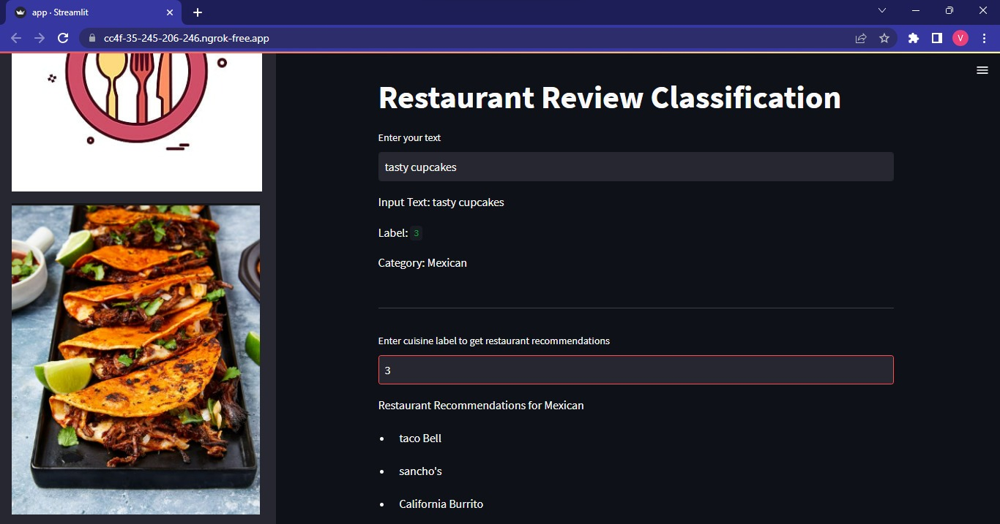 app · Streamlit
cc4f-35-245-206-246.ngrok-free.app
V
Restaurant Review Classification
Enter your text
tasty cupcakes
Input Text: tasty cupcakes
Label: 3
Category: Mexican
Enter cuisine label to get restaurant recommendations
3
Restaurant Recommendations for Mexican
• taco Bell
• sancho's
• California Burrito